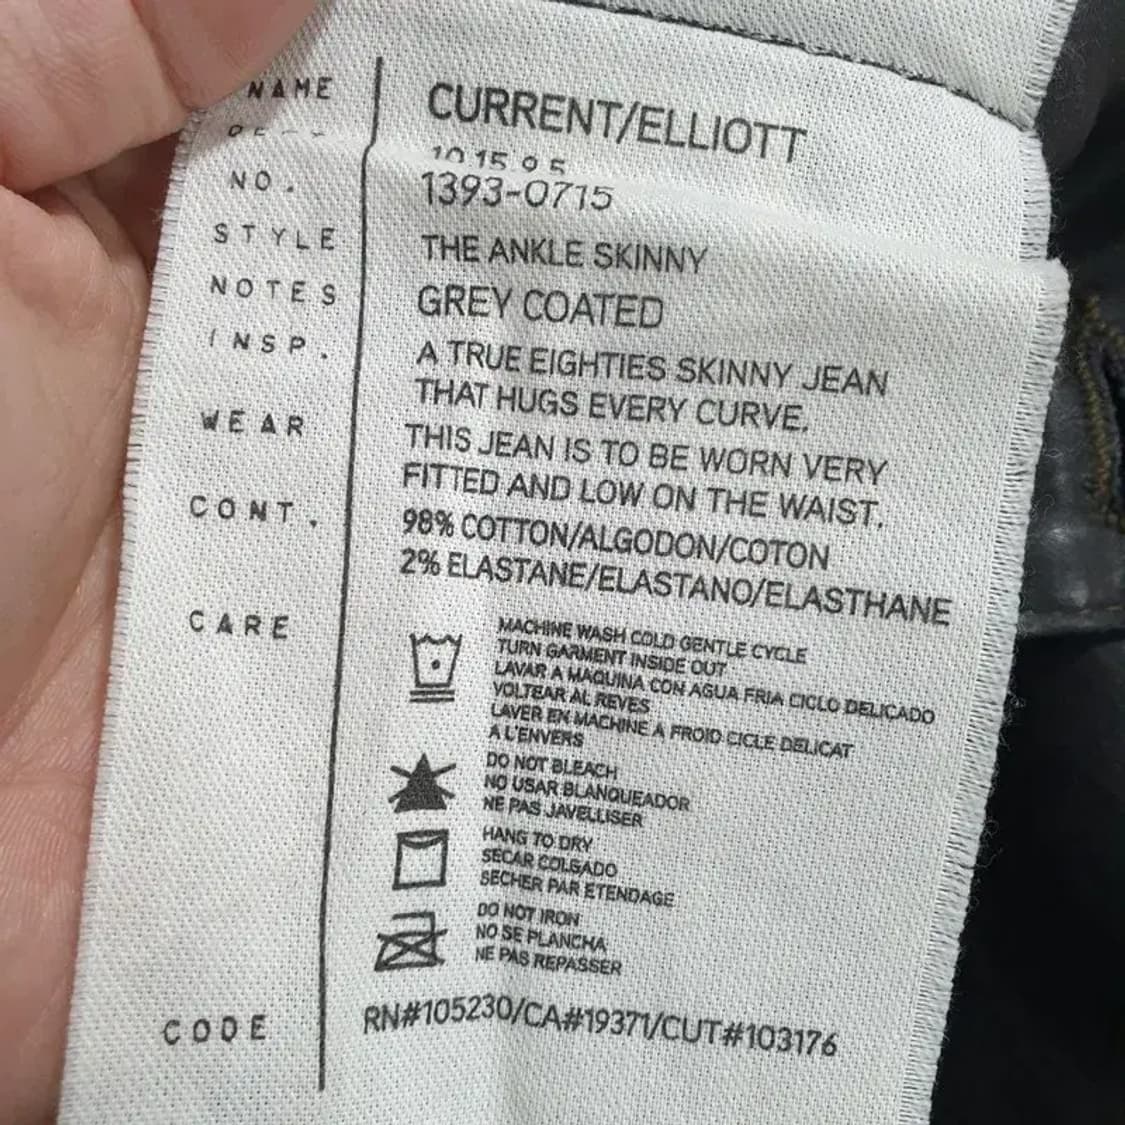 NAME CURRENT/ELLIOTT
NO. 1393-0715
STYLE THE ANKLE SKINNY
NOTES GREY COATED
INSP. A TRUE EIGHTIES SKINNY JEAN
THAT HUGS EVERY CURVE.
WEAR THIS JEAN IS TO BE WORN VERY
FITTED AND LOW ON THE WAIST.
CONT. 98% COTTON/ALGODON/COTON
2% ELASTANE/ELASTANO/ELASTHANE
CARE MACHINE WASH COLD GENTLE CYCLE
TURN GARMENT INSIDE OUT
LAVAR A MAQUINA CON AGUA FRIA CICLO DELICADO
VOLTEAR AL REVES
LAVER EN MACHINE A FROID CICLE DELICAT
A L'ENVERS
DO NOT BLEACH
NO USAR BLANQUEADOR
NE PAS JAVELLISER
HANG TO DRY
SECAR COLGADO
SECHER PAR ETENDAGE
DO NOT IRON
NO SE PLANCHA
NE PAS REPASSER
CODE RN#105230/CA#19371/CUT#103176